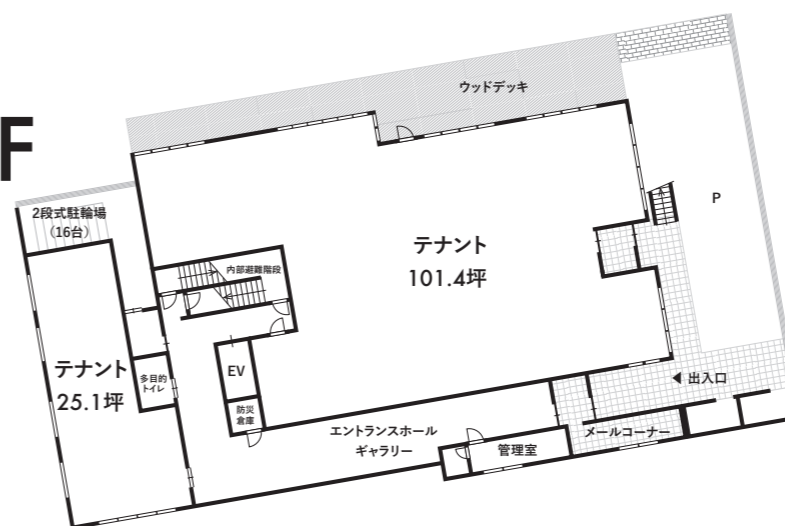 F
ウッドデッキ
2段式駐輪場
（16台）
P
テナント
101.4坪
内部避難階段
テナント
25.1坪
多目的
トイレ
EV
防災
倉庫
◀ 出入口
エントランスホール
ギャラリー
管理室
メールコーナー